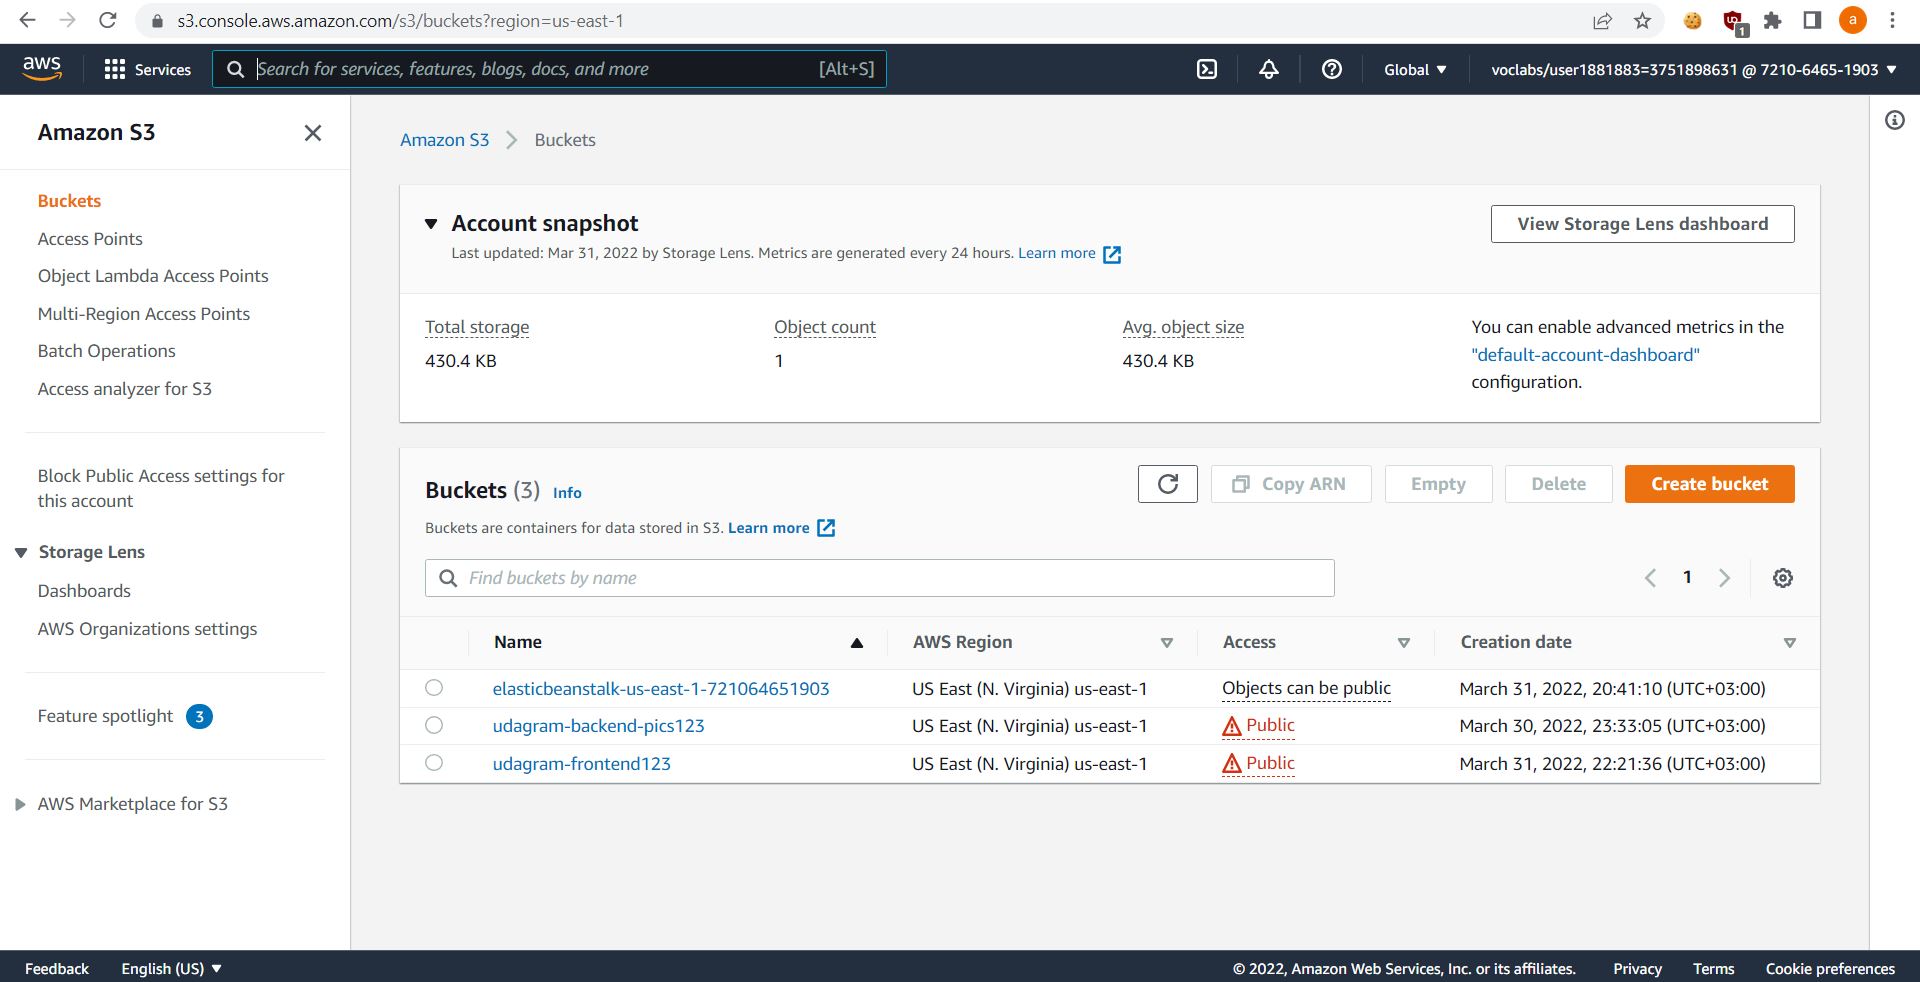 s3.console.aws.amazon.com/s3/buckets?region=us-east-1
1
a
aws
Services
Search for services, features, blogs, docs, and more
[Alt+S]
Global
voclabs/user1881883=3751898631 @ 7210-6465-1903
Amazon S3
Buckets
Access Points
Object Lambda Access Points
Multi-Region Access Points
Batch Operations
Access analyzer for S3
Block Public Access settings for
this account
Storage Lens
Dashboards
AWS Organizations settings
Feature spotlight 3
AWS Marketplace for S3
Amazon S3 Buckets
Account snapshot
View Storage Lens dashboard
Last updated: Mar 31, 2022 by Storage Lens. Metrics are generated every 24 hours. Learn more
Total storage
430.4 KB
Object count
1
Avg. object size
430.4 KB
You can enable advanced metrics in the
"default-account-dashboard"
configuration.
Buckets (3) Info
Copy ARN
Empty
Delete
Create bucket
Buckets are containers for data stored in S3. Learn more
Find buckets by name
1
Name AWS Region Access Creation date
elasticbeanstalk-us-east-1-721064651903 US East (N. Virginia) us-east-1 Objects can be public March 31, 2022, 20:41:10 (UTC+03:00)
udagram-backend-pics123 US East (N. Virginia) us-east-1 Public March 30, 2022, 23:33:05 (UTC+03:00)
udagram-frontend123 US East (N. Virginia) us-east-1 Public March 31, 2022, 22:21:36 (UTC+03:00)
Feedback English (US) © 2022, Amazon Web Services, Inc. or its affiliates. Privacy Terms Cookie preferences